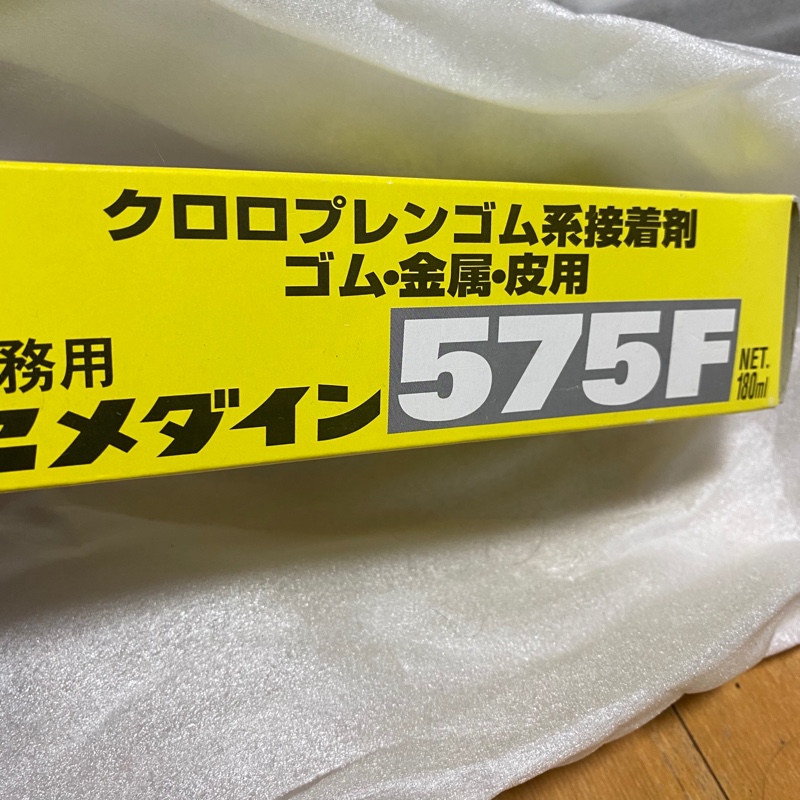 クロロプレンゴム系接着剤
ゴム・金属・皮用
務用
セメダイン
575F
NET.
180ml